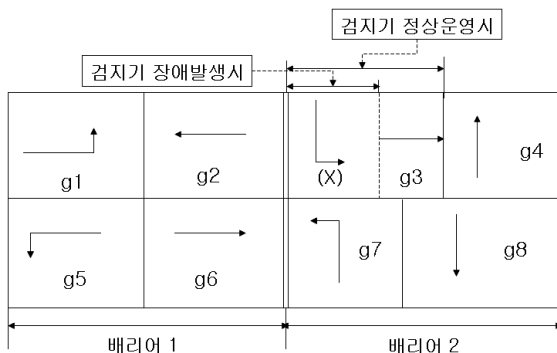 검지기 정상운영시
검지기 장애발생시
g1
g2
(X)
g3
g4
g5
g6
g7
g8
배리어 1
배리어 2